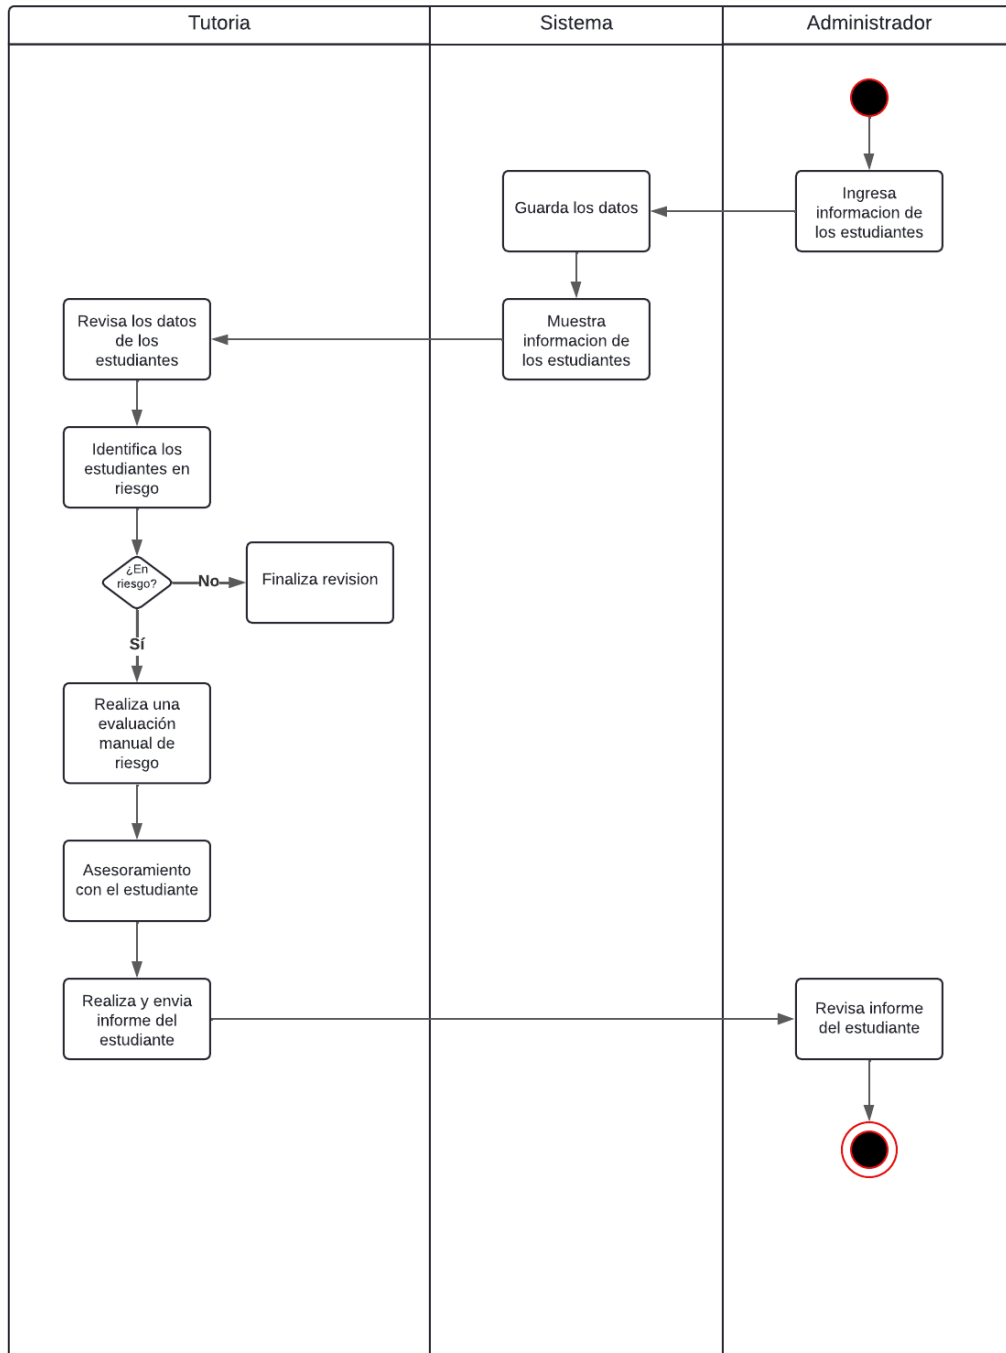 Tutoria
Sistema
Administrador
Ingresa
informacion de
los estudiantes
Guarda los datos
Muestra
informacion de
los estudiantes
Revisa los datos
de los
estudiantes
Identifica los
estudiantes en
riesgo
¿En
riesgo?
No
Finaliza revision
Sí
Realiza una
evaluación
manual de
riesgo
Asesoramiento
con el estudiante
Realiza y envia
informe del
estudiante
Revisa informe
del estudiante